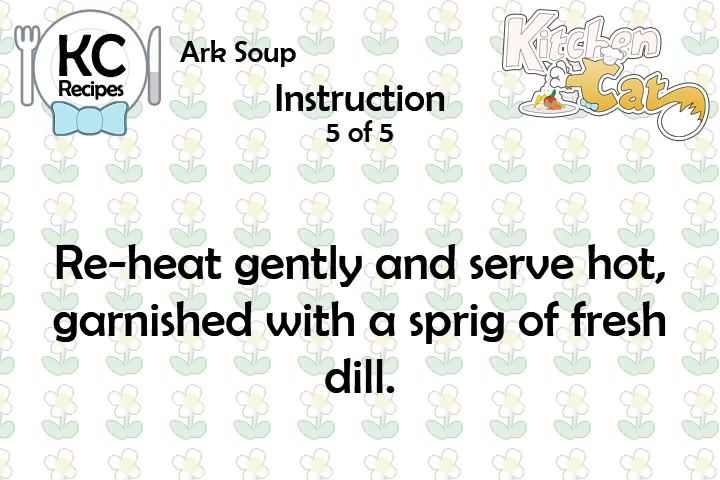 KC
Recipes
Ark Soup
Kitchen
Cat
Instruction
5 of 5
Re-heat gently and serve hot,
garnished with a sprig of fresh
dill.